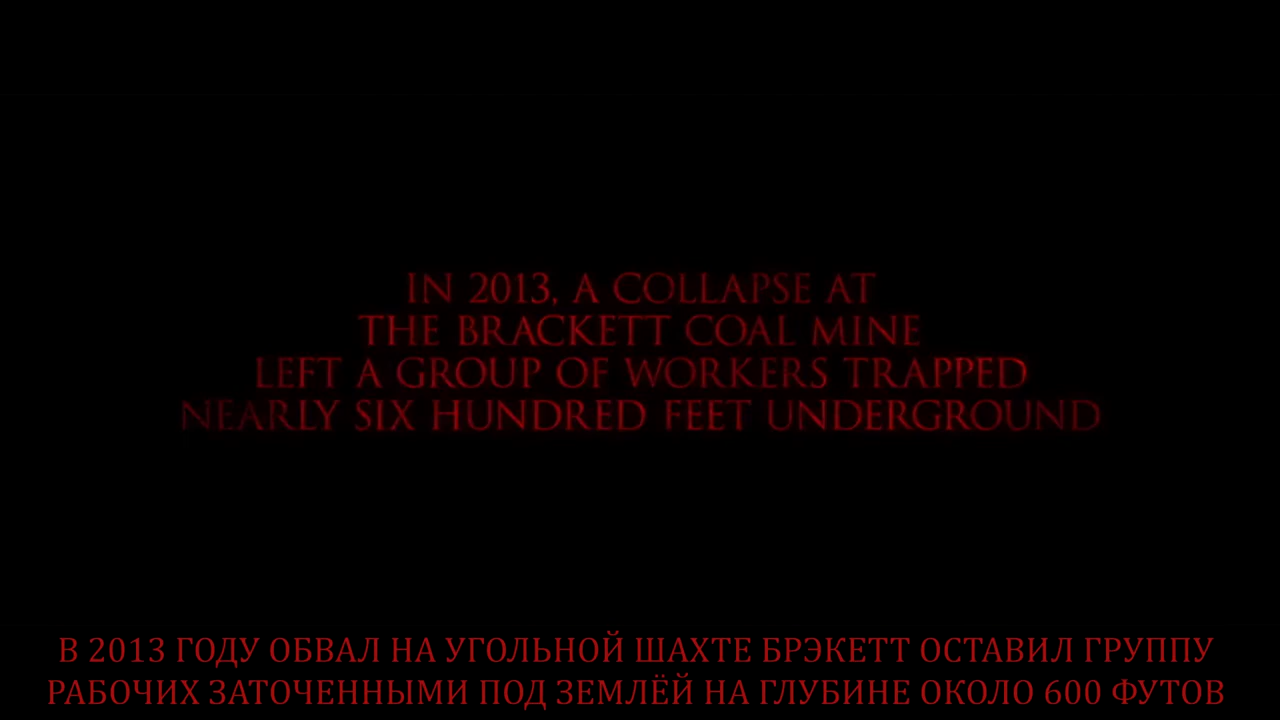 IN 2013, A COLLAPSE AT
THE BRACKETT COAL MINE
LEFT A GROUP OF WORKERS TRAPPED
NEARLY SIX HUNDRED FEET UNDERGROUND
В 2013 ГОДУ ОБВАЛ НА УГОЛЬНОЙ ШАХТЕ БРЭКЕТТ ОСТАВИЛ ГРУППУ
РАБОЧИХ ЗАТОЧЕННЫМИ ПОД ЗЕМЛЁЙ НА ГЛУБИНЕ ОКОЛО 600 ФУТОВ